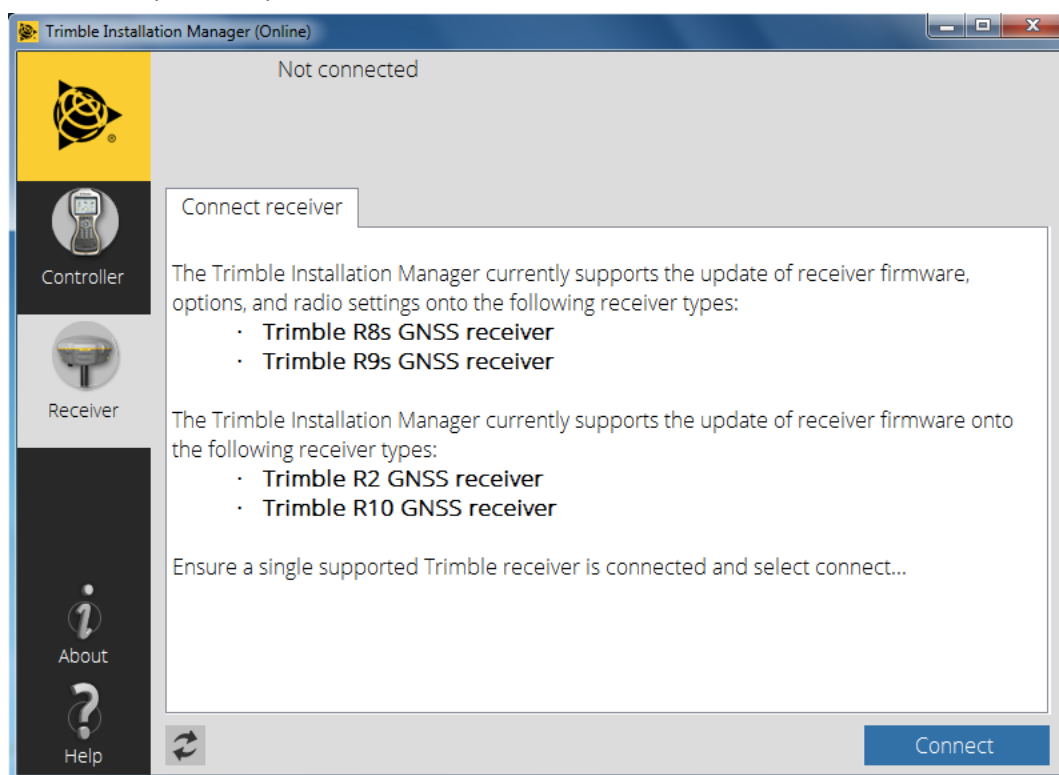 Trimble Installation Manager (Online)
Not connected
Connect receiver
Controller
The Trimble Installation Manager currently supports the update of receiver firmware,
options, and radio settings onto the following receiver types:
· Trimble R8s GNSS receiver
· Trimble R9s GNSS receiver
Receiver
The Trimble Installation Manager currently supports the update of receiver firmware onto
the following receiver types:
· Trimble R2 GNSS receiver
· Trimble R10 GNSS receiver
Ensure a single supported Trimble receiver is connected and select connect...
About
Help
Connect